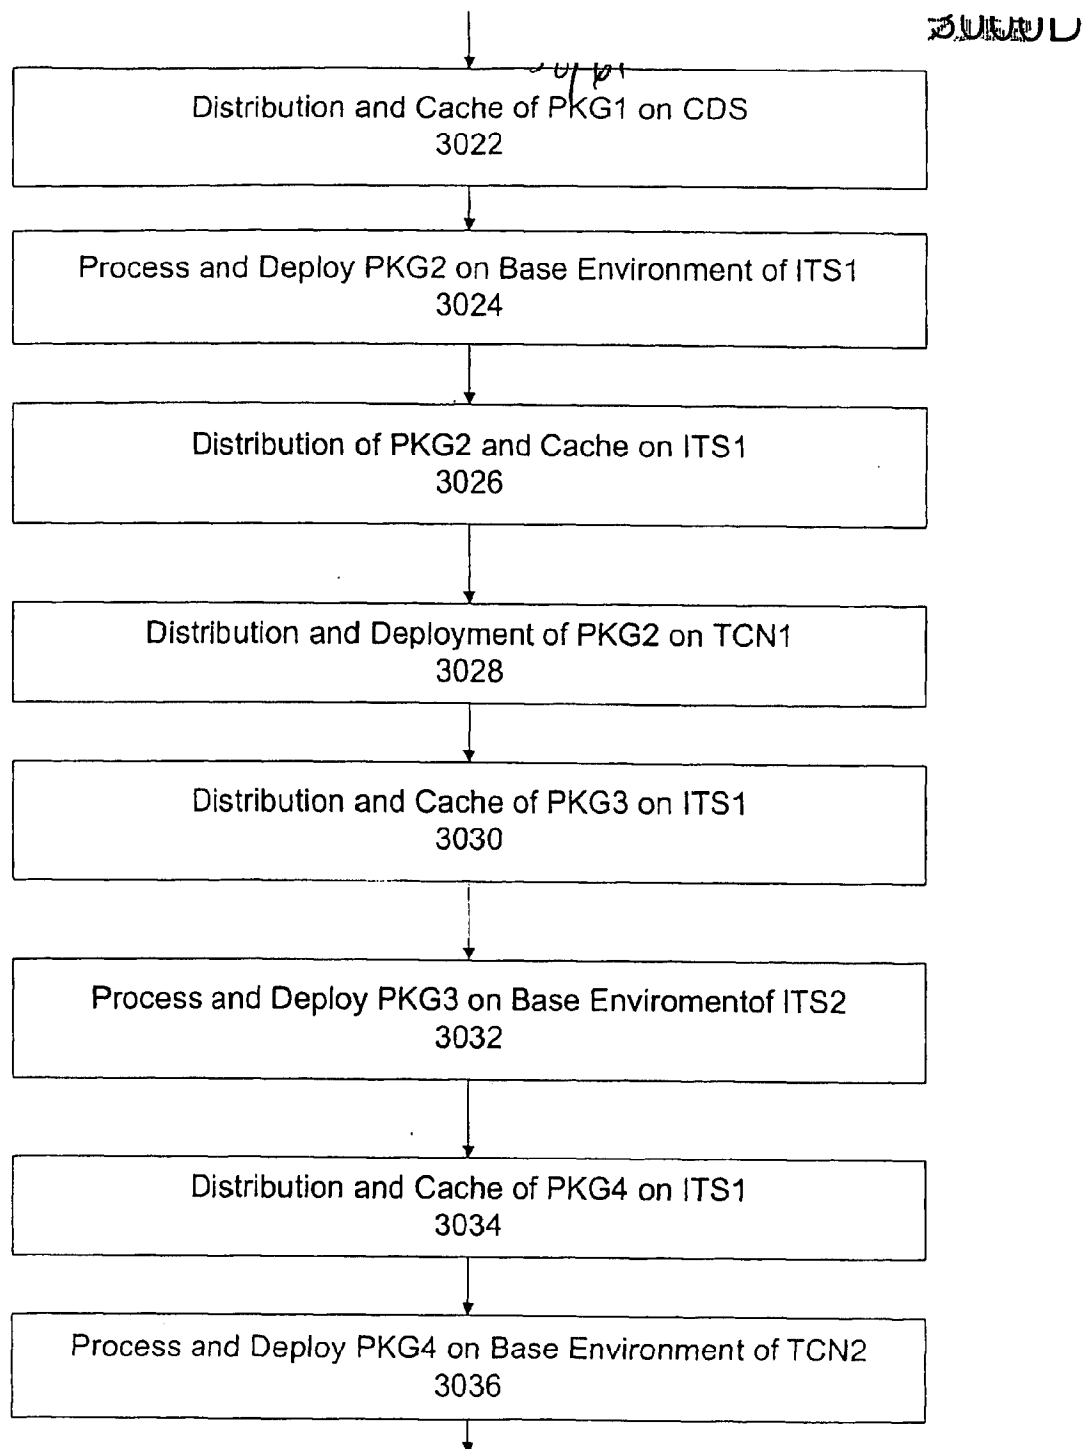 Distribution and Cache of PKG1 on CDS
3022
Process and Deploy PKG2 on Base Environment of ITS1
3024
Distribution of PKG2 and Cache on ITS1
3026
Distribution and Deployment of PKG2 on TCN1
3028
Distribution and Cache of PKG3 on ITS1
3030
Process and Deploy PKG3 on Base Enviromentof ITS2
3032
Distribution and Cache of PKG4 on ITS1
3034
Process and Deploy PKG4 on Base Environment of TCN2
3036